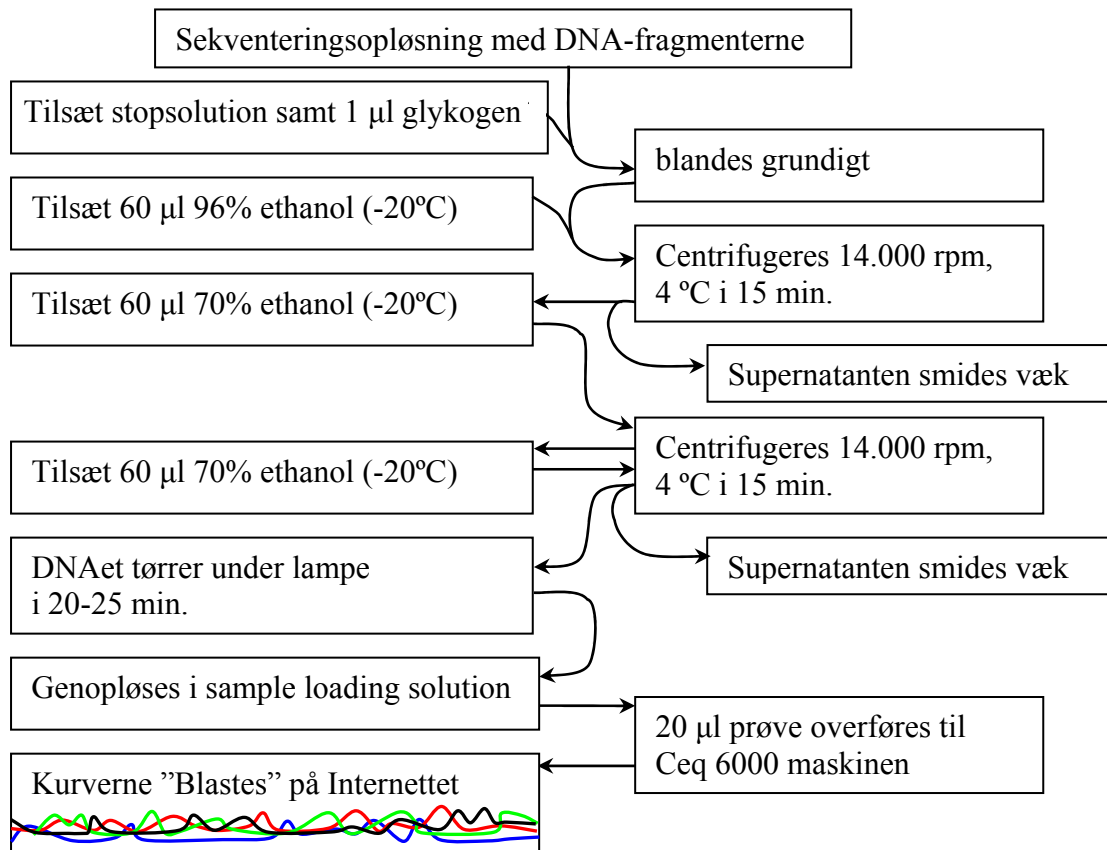 Sekventeringsopløsning med DNA-fragmenterne
Tilsæt stopsolution samt 1 µl glykogen
blandes grundigt
Tilsæt 60 µl 96% ethanol (-20ºC)
Centrifugeres 14.000 rpm,
4 ºC i 15 min.
Tilsæt 60 µl 70% ethanol (-20ºC)
Supernatanten smides væk
Centrifugeres 14.000 rpm,
4 ºC i 15 min.
Tilsæt 60 µl 70% ethanol (-20ºC)
Supernatanten smides væk
DNAet tørrer under lampe
i 20-25 min.
Genopløses i sample loading solution
20 µl prøve overføres til
Ceq 6000 maskinen
Kurverne ”Blastes” på Internettet